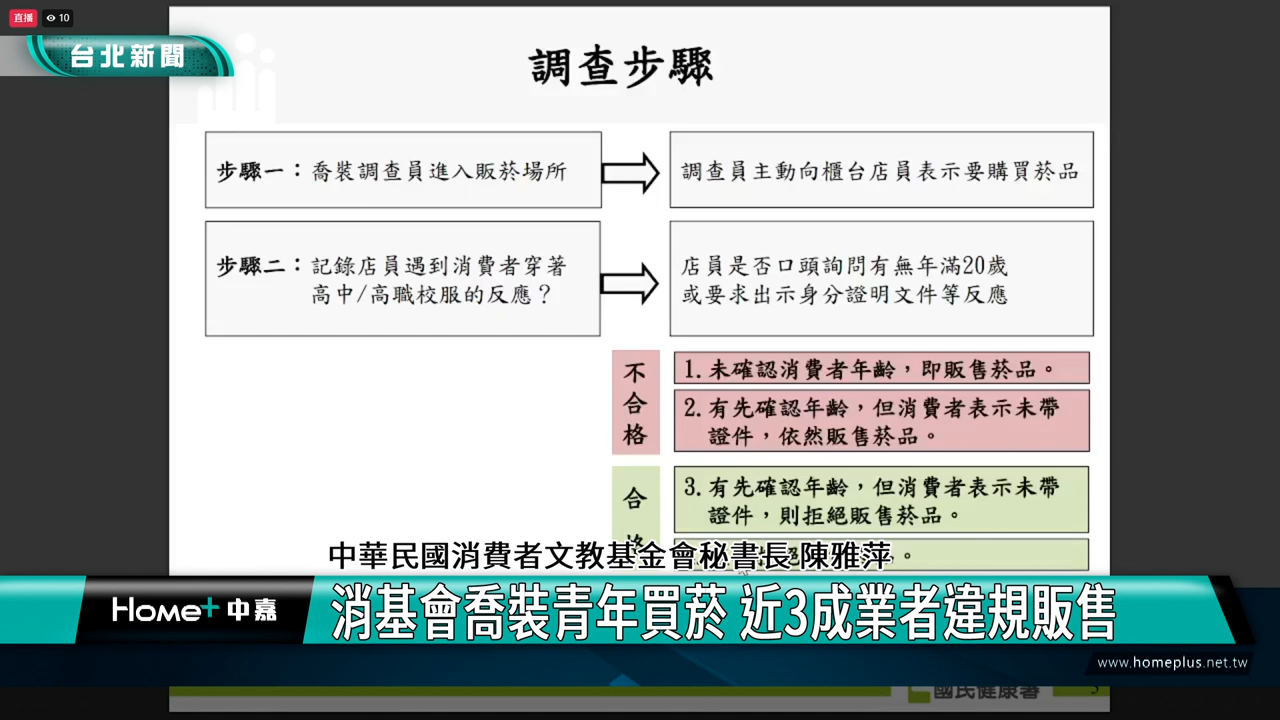 直播 10
台北新聞
調查步驟
步驟一：喬裝調查員進入販菸場所
調查員主動向櫃台店員表示要購買菸品
步驟二：記錄店員遇到消費者穿著
高中/高職校服的反應？
店員是否口頭詢問有無年滿20歲
或要求出示身分證明文件等反應
不合格
1. 未確認消費者年齡，即販售菸品。
2. 有先確認年齡，但消費者表示未帶
證件，依然販售菸品。
合
3. 有先確認年齡，但消費者表示未帶
證件，則拒絕販售菸品。
中華民國消費者文教基金會秘書長 陳雅萍
Home+ 中嘉
消基會喬裝青年買菸 近3成業者違規販售
www.homeplus.net.tw
國民健康署